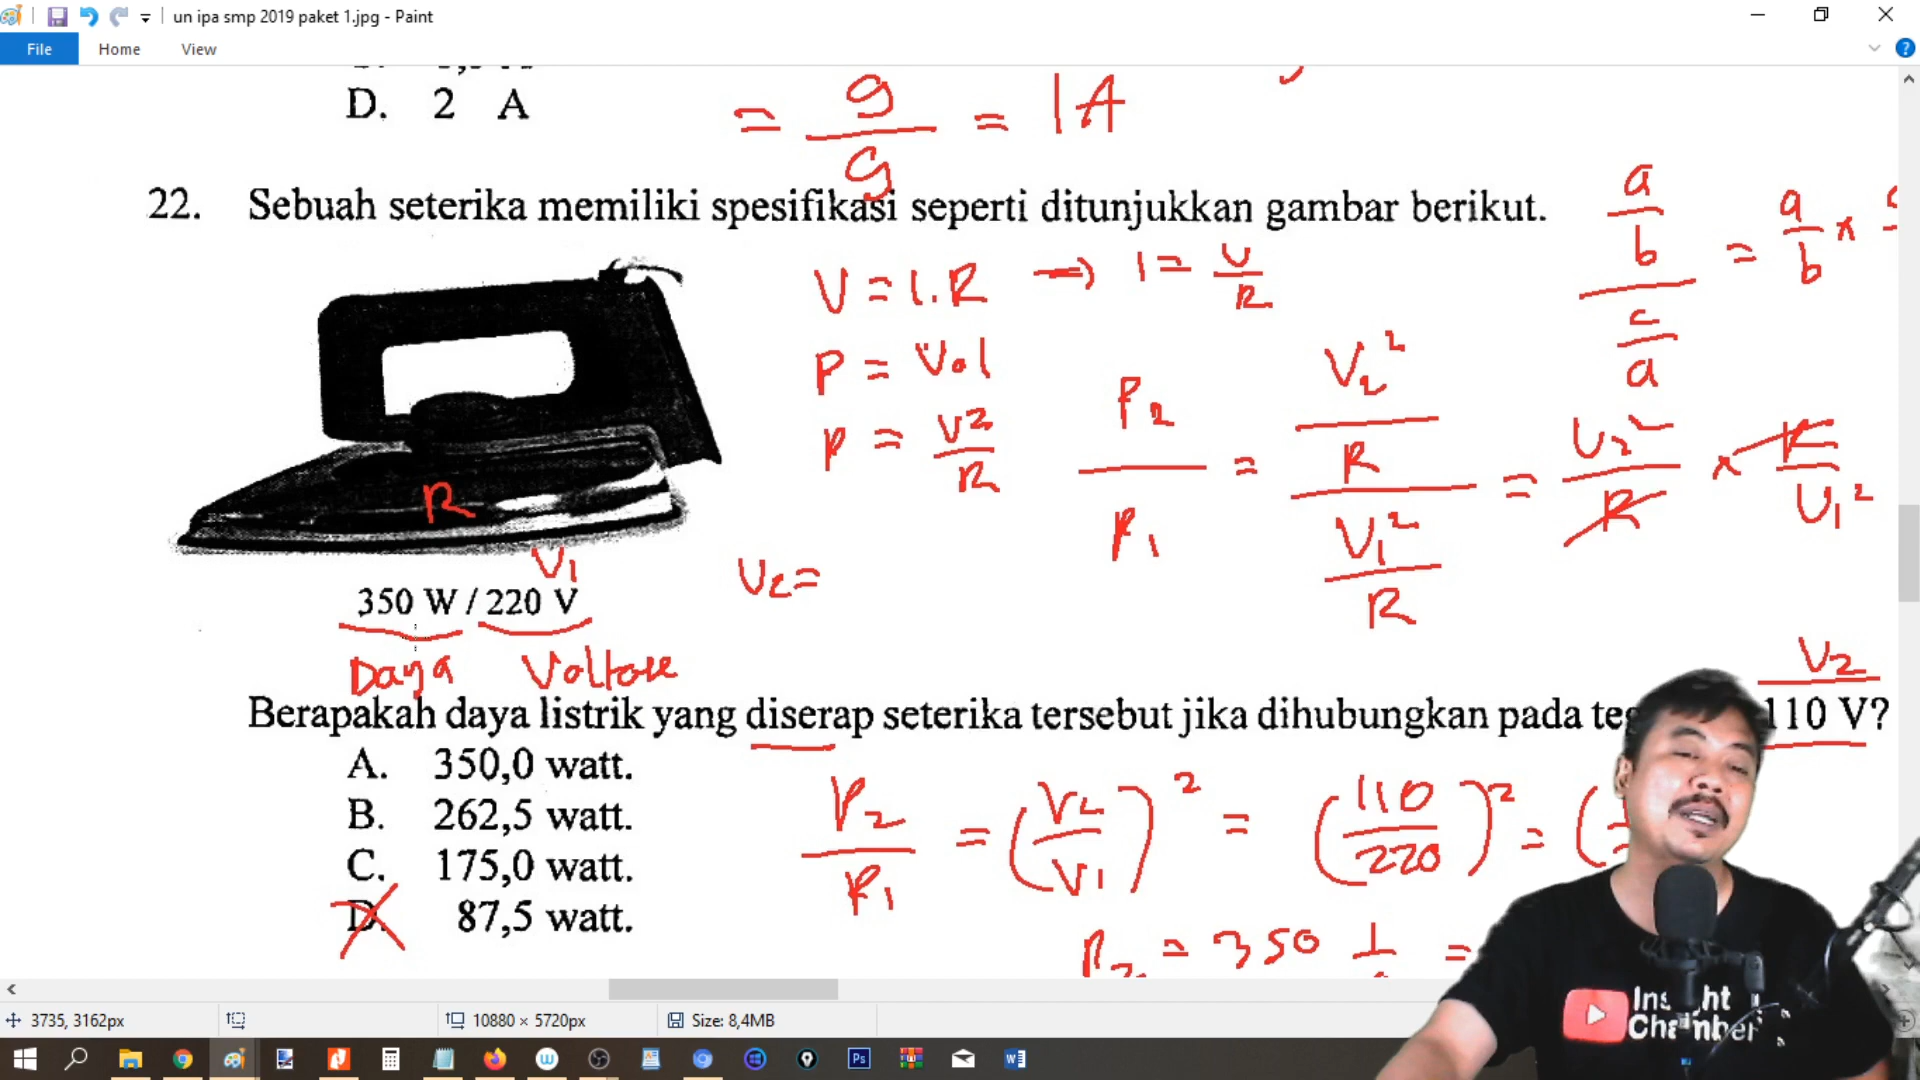 un ipa smp 2019 paket 1.jpg - Paint
File Home View
D. 2 A
= 9/9 = 1A
22. Sebuah seterika memiliki spesifikasi seperti ditunjukkan gambar berikut.
V = I.R → I = V/R
P = V.I
P = V²/R
P2/P1 = V2²/R / V1²/R = V2²/R × R/V1²
a/b / c/a = a/b ×
R
V1
V2 =
350 W / 220 V
Daya Voltase
V2
Berapakah daya listrik yang diserap seterika tersebut jika dihubungkan pada 110 V?
A. 350,0 watt.
B. 262,5 watt.
C. 175,0 watt.
D. 87,5 watt.
P2/P1 = (V2/V1)² = (110/220)² = (
P2 = 350 1 =
Insight Chamber
3735, 3162px
10880 × 5720px
Size: 8,4MB